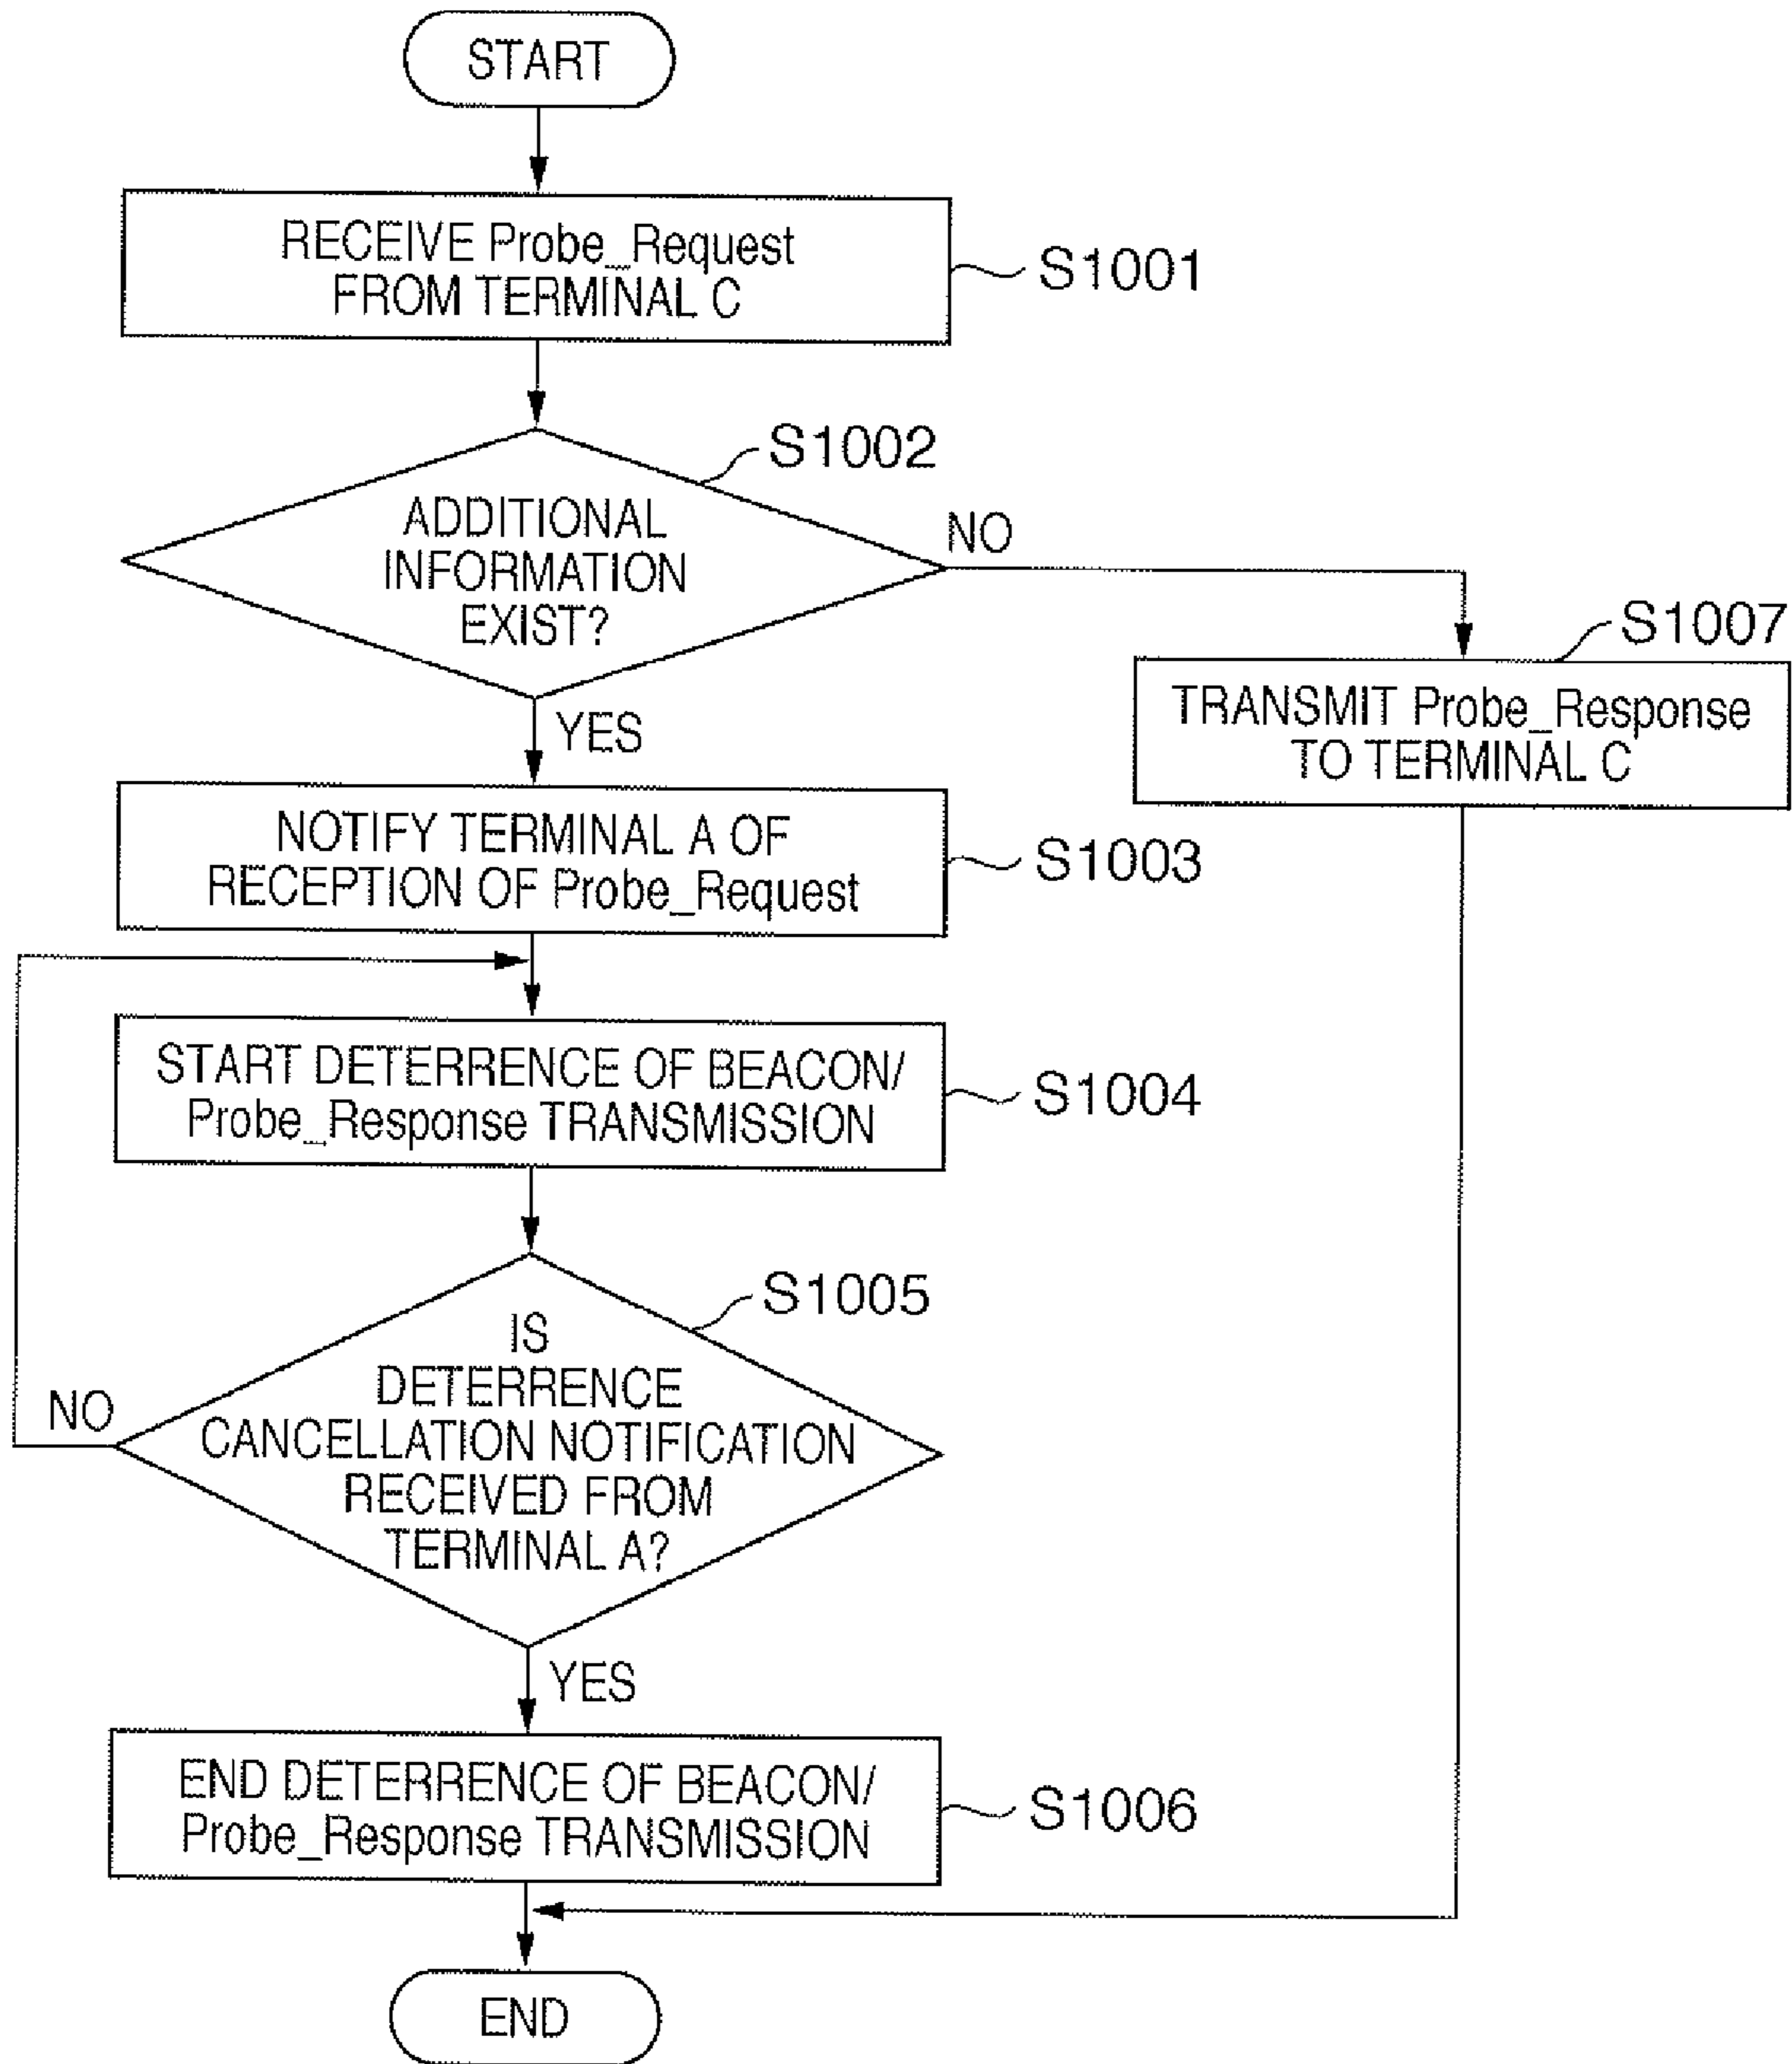 START
RECEIVE Probe_Request
FROM TERMINAL C
S1001
S1002
ADDITIONAL
INFORMATION
EXIST?
NO
S1007
TRANSMIT Probe_Response
TO TERMINAL C
YES
NOTIFY TERMINAL A OF
RECEPTION OF Probe_Request
S1003
START DETERRENCE OF BEACON/
Probe_Response TRANSMISSION
S1004
S1005
IS
DETERRENCE
CANCELLATION NOTIFICATION
RECEIVED FROM
TERMINAL A?
NO
YES
END DETERRENCE OF BEACON/
Probe_Response TRANSMISSION
S1006
END